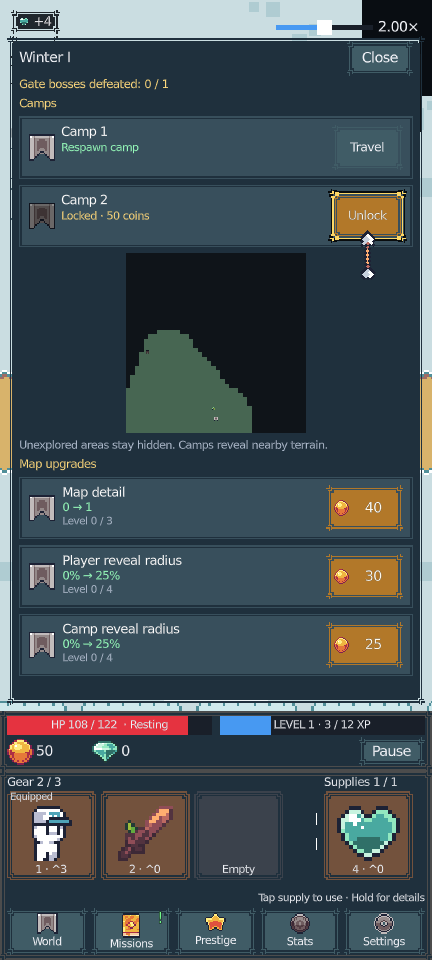 +4
2.00×
Winter I
Close
Gate bosses defeated: 0 / 1
Camps
Camp 1
Respawn camp
Travel
Camp 2
Locked · 50 coins
Unlock
Unexplored areas stay hidden. Camps reveal nearby terrain.
Map upgrades
Map detail
0 → 1
Level 0 / 3
40
Player reveal radius
0% → 25%
Level 0 / 4
30
Camp reveal radius
0% → 25%
Level 0 / 4
25
HP 108 / 122 · Resting
LEVEL 1 · 3 / 12 XP
50
0
Pause
Gear 2 / 3
Supplies 1 / 1
Equipped
1 · ^3
2 · ^0
Empty
4 · ^0
Tap supply to use · Hold for details
World
Missions
!
Prestige
Stats
Settings